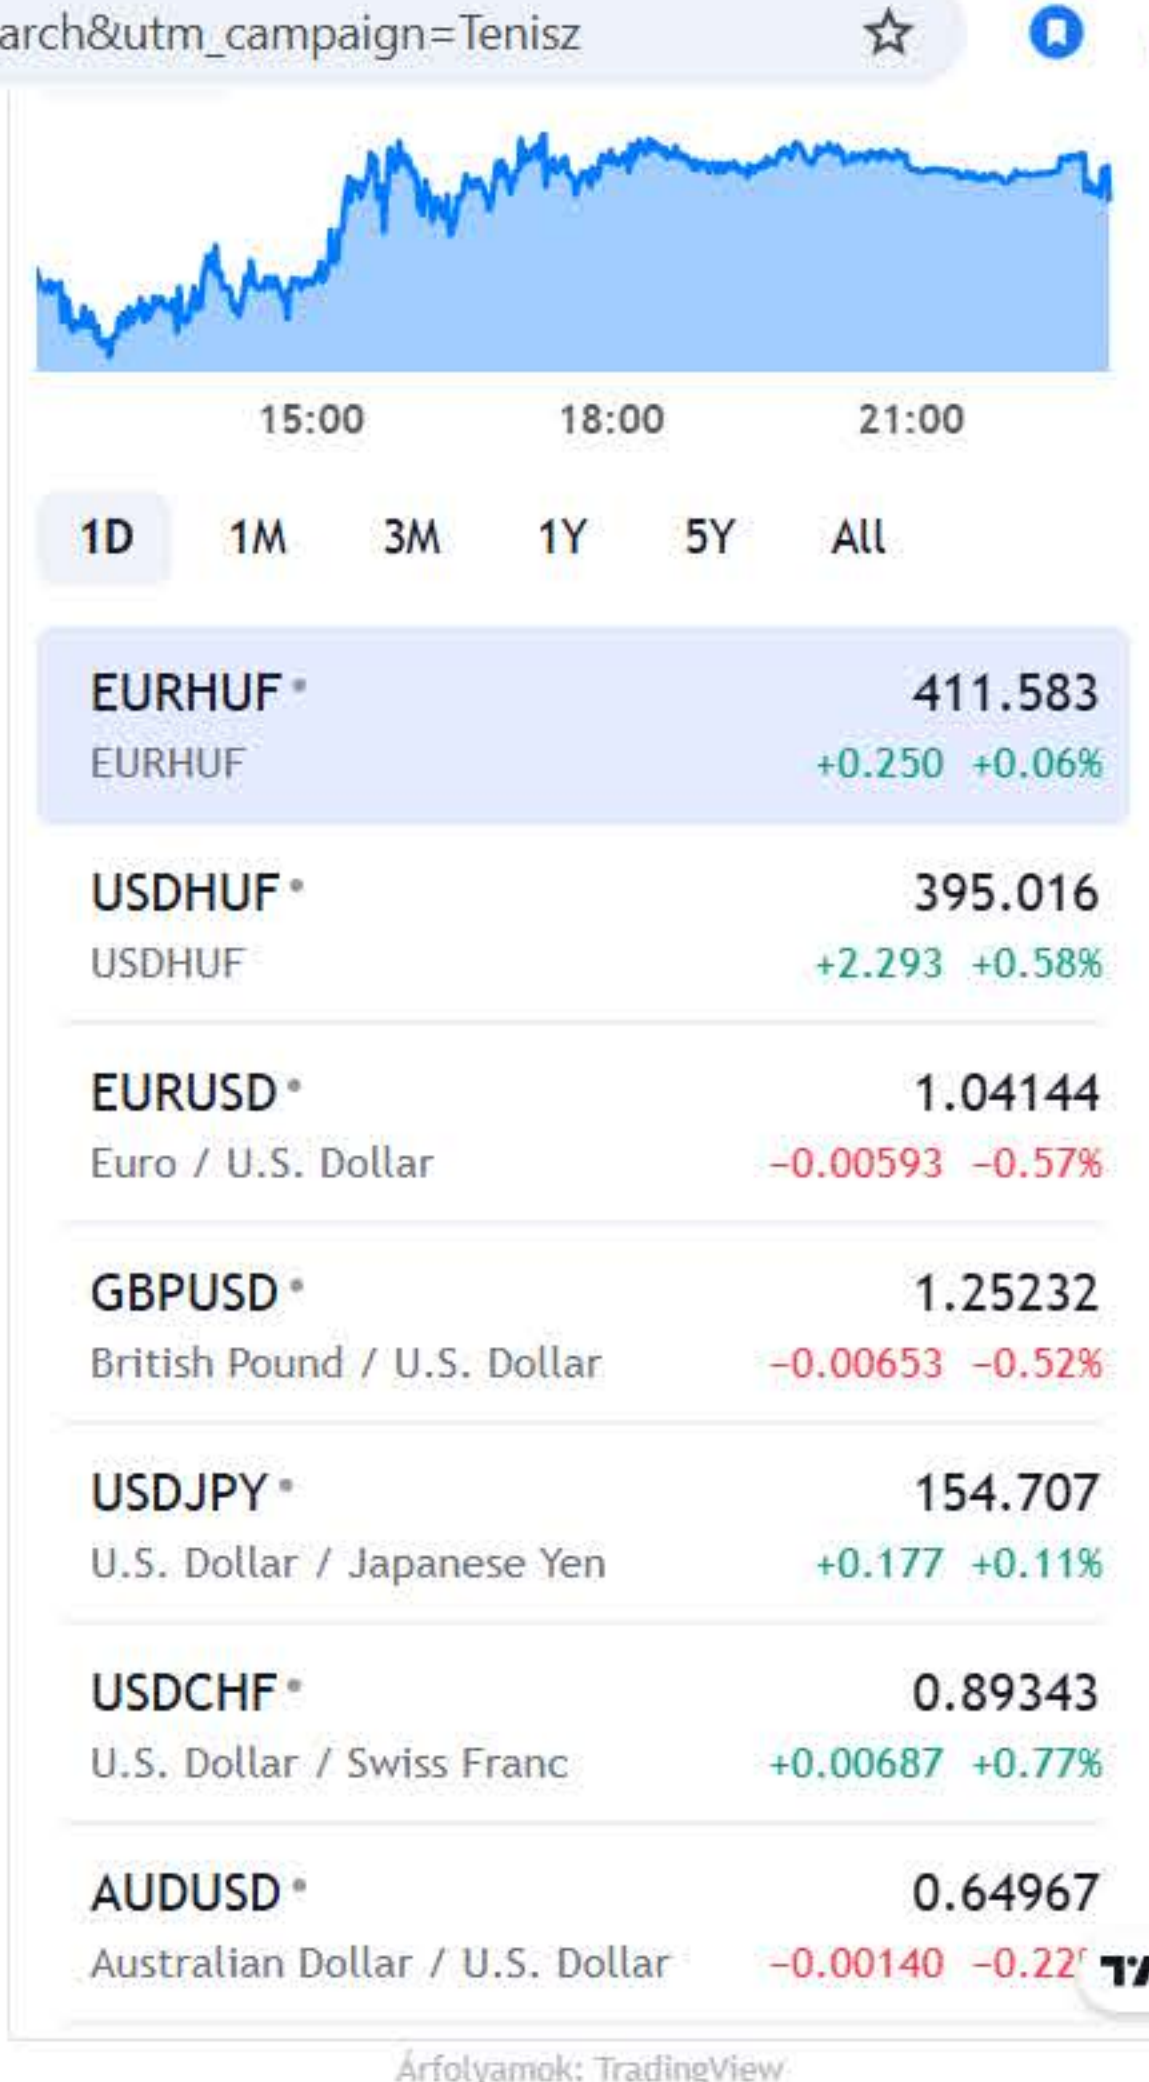 arch&utm_campaign=Tenisz
15:00 18:00 21:00
1D 1M 3M 1Y 5Y All
EURHUF 411.583
EURHUF +0.250 +0.06%
USDHUF 395.016
USDHUF +2.293 +0.58%
EURUSD 1.04144
Euro / U.S. Dollar −0.00593 −0.57%
GBPUSD 1.25232
British Pound / U.S. Dollar −0.00653 −0.52%
USDJPY 154.707
U.S. Dollar / Japanese Yen +0.177 +0.11%
USDCHF 0.89343
U.S. Dollar / Swiss Franc +0.00687 +0.77%
AUDUSD 0.64967
Australian Dollar / U.S. Dollar −0.00140 −0.22
Árfolyamok: TradingView